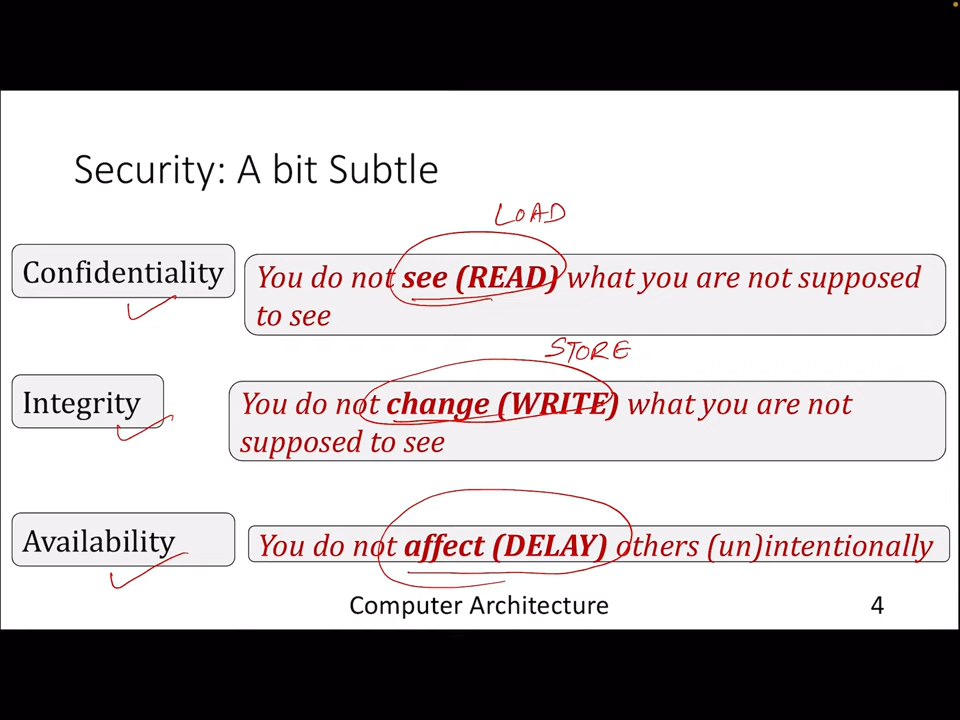 Security: A bit Subtle
LOAD
Confidentiality
You do not see (READ) what you are not supposed
to see
STORE
Integrity
You do not change (WRITE) what you are not
supposed to see
Availability
You do not affect (DELAY) others (un)intentionally
Computer Architecture
4